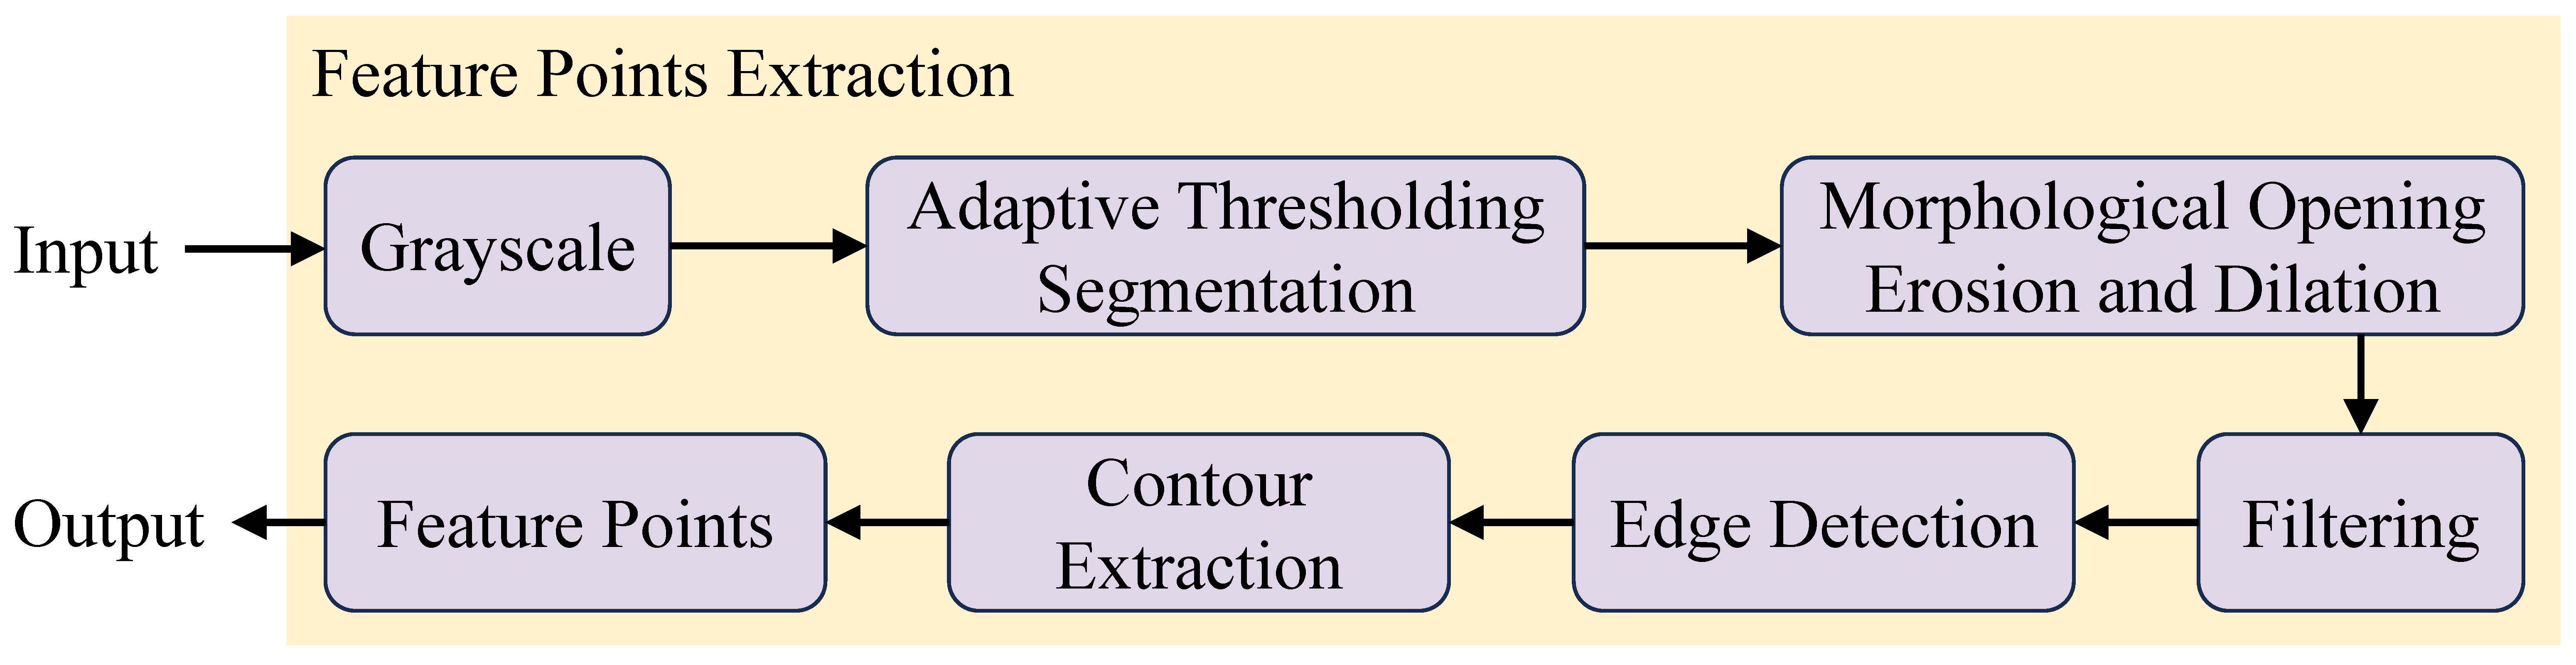 Feature Points Extraction
Input
Grayscale
Adaptive Thresholding
Segmentation
Morphological Opening
Erosion and Dilation
Output
Feature Points
Contour
Extraction
Edge Detection
Filtering